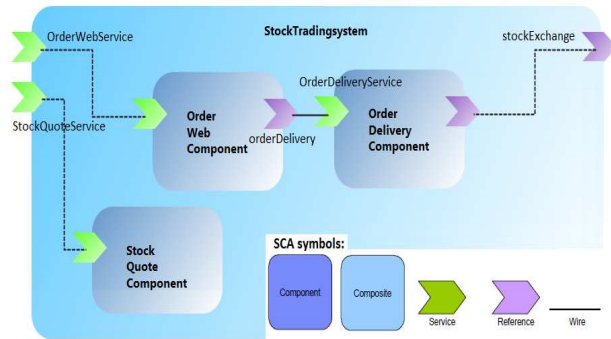 StockTradingsystem
OrderWebService
stockExchange
OrderDeliveryService
StockQuoteService
Order
Web
Component
orderDelivery
Order
Delivery
Component
Stock
Quote
Component
SCA symbols:
Component
Composite
Service
Reference
Wire